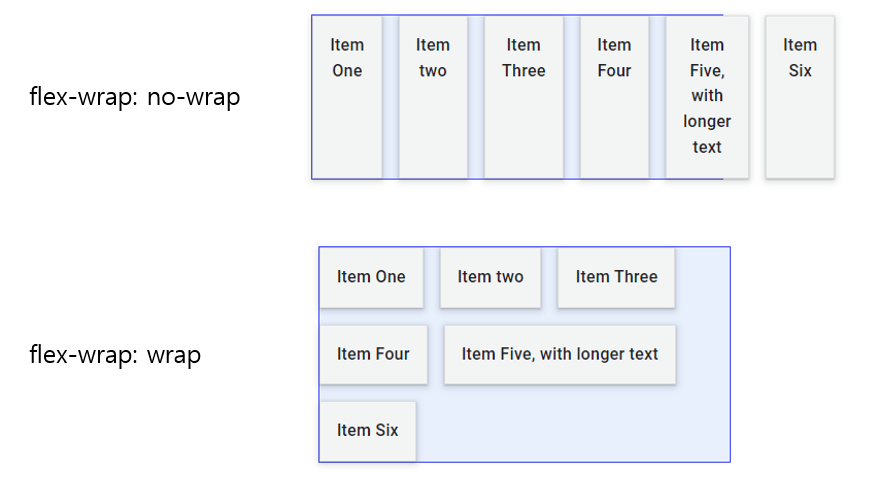 Item Item Item Item Item Item
One two Three Four Five, Six
flex-wrap: no-wrap with
longer
text
Item One Item two Item Three
flex-wrap: wrap Item Four Item Five, with longer text
Item Six